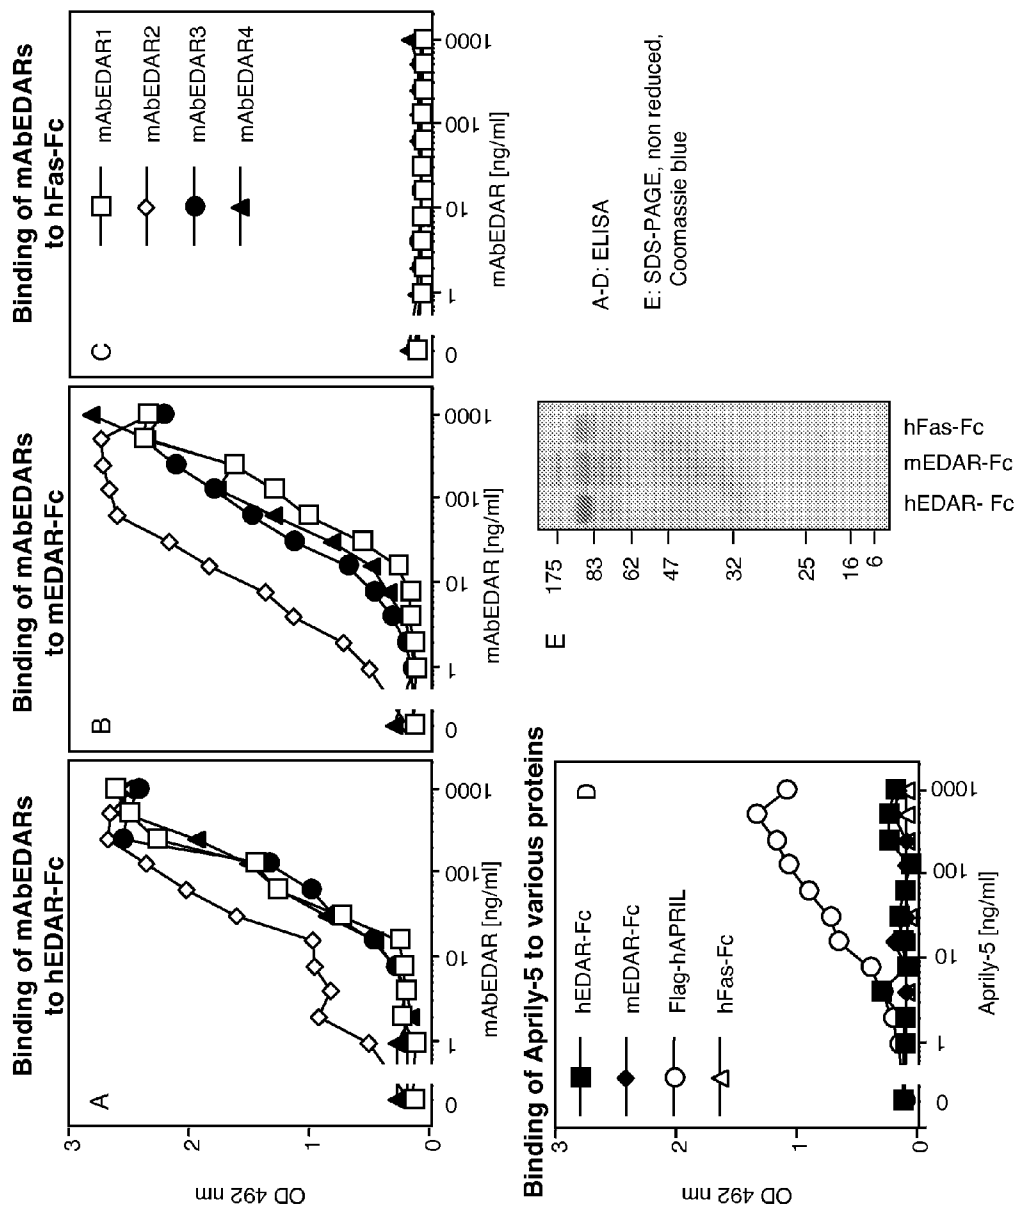 Binding of mAbEDARs
to hEDAR-Fc
A
OD 492 nm
3
2
1
0
0
1
10
100
1000
mAbEDAR [ng/ml]
Binding of mAbEDARs
to mEDAR-Fc
B
0
1
10
100
1000
mAbEDAR [ng/ml]
Binding of mAbEDARs
to hFas-Fc
C
mAbEDAR1
mAbEDAR2
mAbEDAR3
mAbEDAR4
0
1
10
100
1000
mAbEDAR [ng/ml]
Binding of Aprily-5 to various proteins
D
hEDAR-Fc
mEDAR-Fc
Flag-hAPRIL
hFas-Fc
OD 492 nm
3
2
1
0
0
1
10
100
1000
Aprily-5 [ng/ml]
E
175
83
62
47
32
25
16
6
hEDAR- Fc
mEDAR-Fc
hFas-Fc
A-D: ELISA
E: SDS-PAGE, non reduced,
Coomassie blue